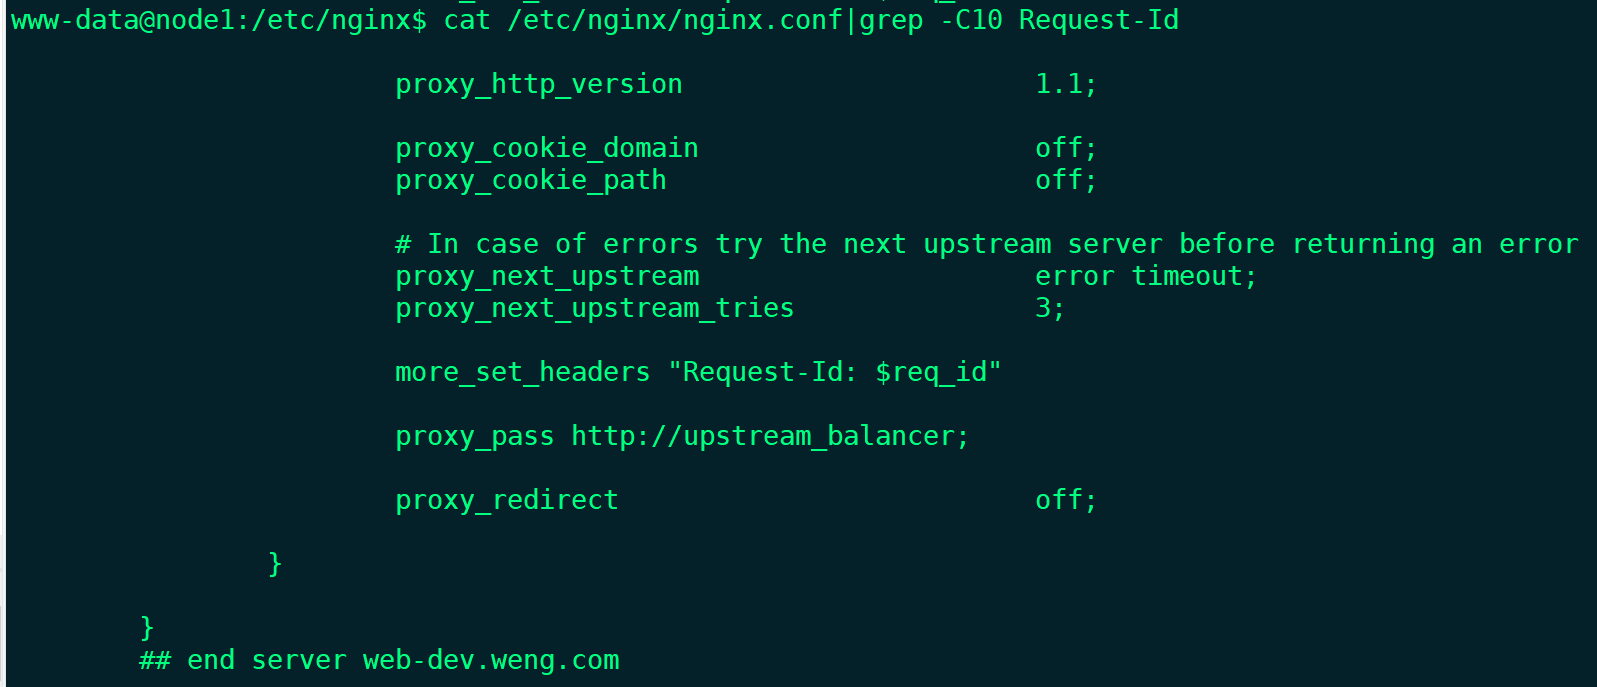 www-data@node1:/etc/nginx$ cat /etc/nginx/nginx.conf|grep -C10 Request-Id
proxy_http_version 1.1;
proxy_cookie_domain off;
proxy_cookie_path off;
# In case of errors try the next upstream server before returning an error
proxy_next_upstream error timeout;
proxy_next_upstream_tries 3;
more_set_headers "Request-Id: $req_id"
proxy_pass http://upstream_balancer;
proxy_redirect off;
}
}
## end server web-dev.weng.com